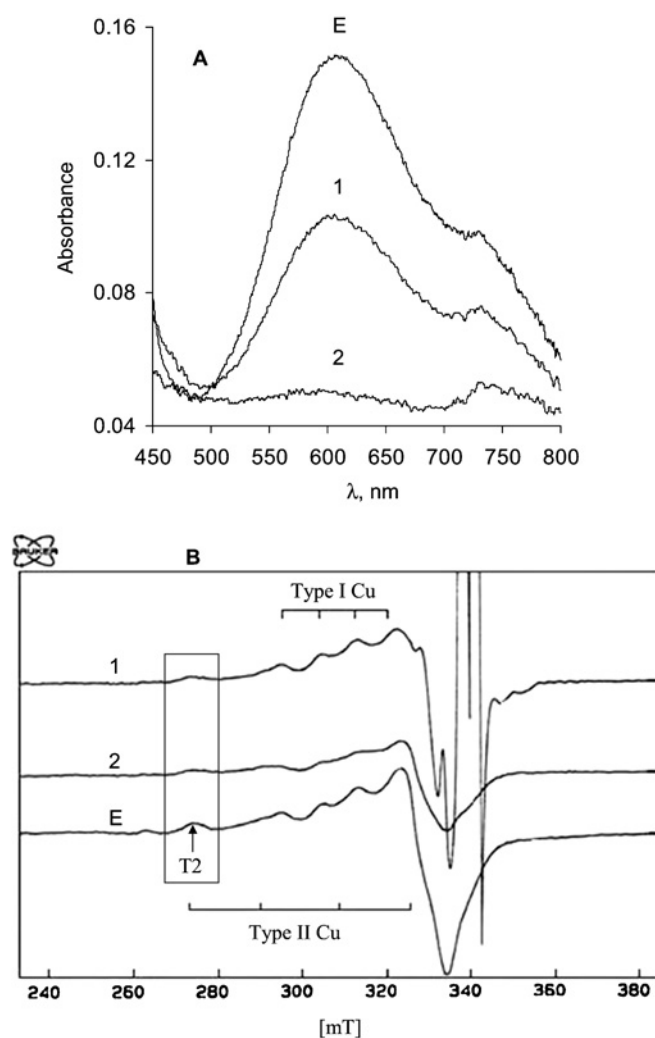 E
0.16
A
0.12
1
Absorbance
0.08
2
0.04
450 500 550 600 650 700 750 800
λ, nm
BRUKER
B
Type I Cu
1
2
E
T2
Type II Cu
240 260 280 300 320 340 360 380
[mT]